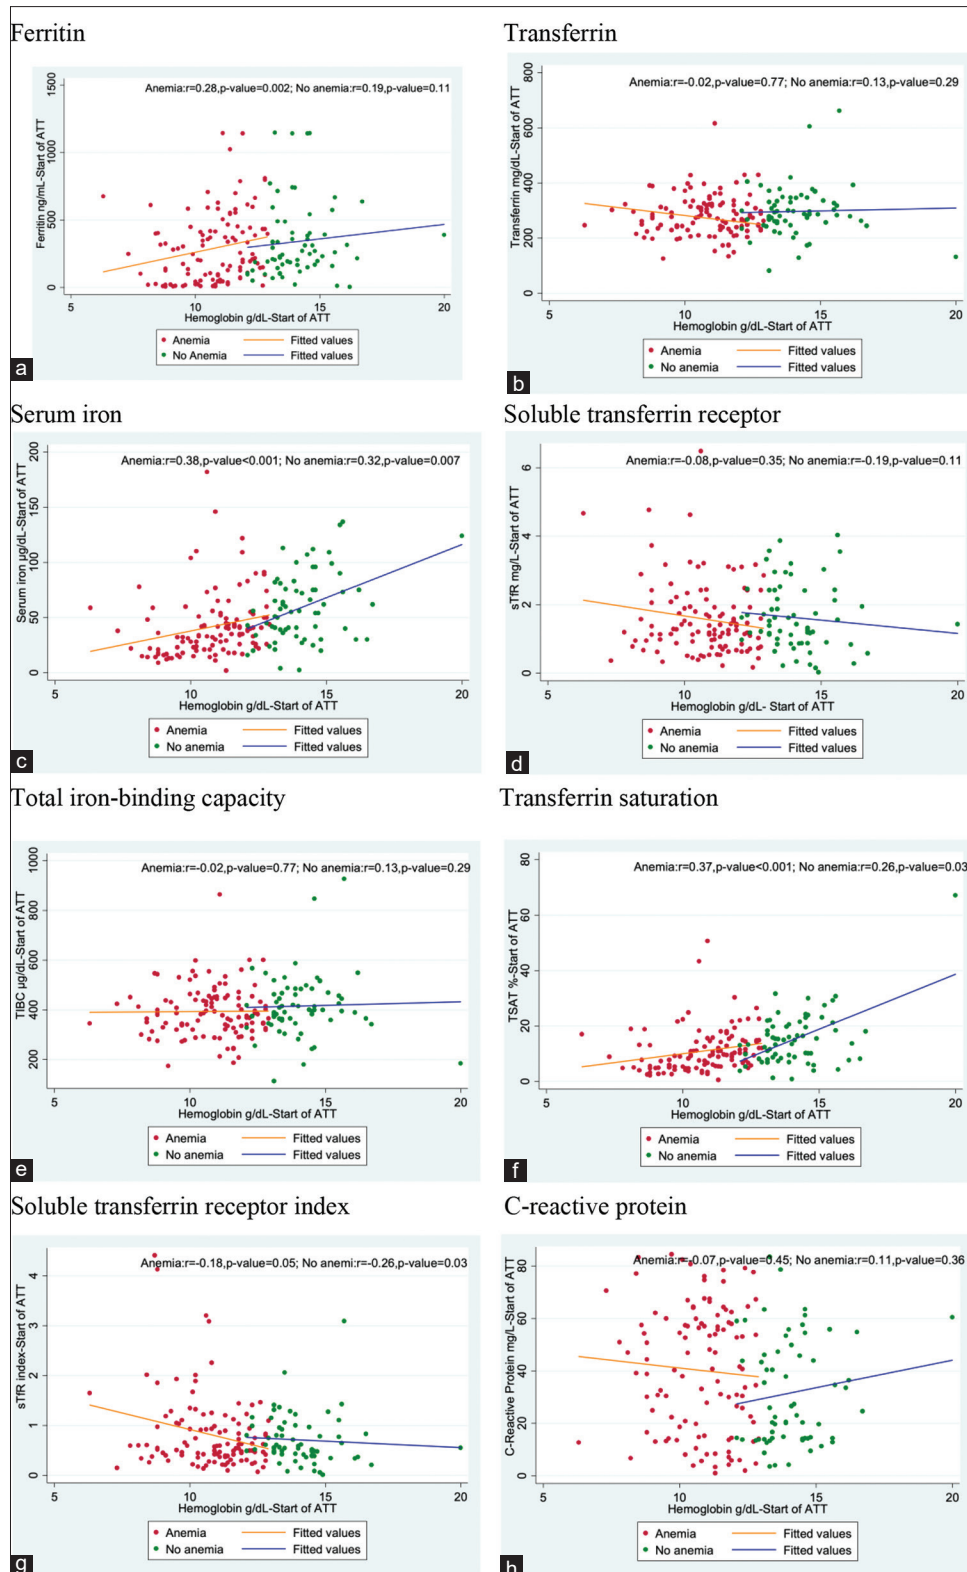 Ferritin
Transferrin
Anemia:r=0.28,p-value=0.002; No anemia:r=0.19,p-value=0.11
Ferritin ng/mL-Start of ATT
0
500
1000
1500
5
10
15
20
Hemoglobin g/dL-Start of ATT
Anemia
Fitted values
No Anemia
Fitted values
a
Anemia:r=-0.02,p-value=0.77; No anemia:r=0.13,p-value=0.29
Transferrin mg/dL-Start of ATT
0
200
400
600
800
5
10
15
20
Hemoglobin g/dL-Start of ATT
Anemia
Fitted values
No anemia
Fitted values
b
Serum iron
Soluble transferrin receptor
Anemia:r=0.38,p-value<0.001; No anemia:r=0.32,p-value=0.007
Serum iron µg/dL-Start of ATT
0
50
100
150
200
5
10
15
20
Hemoglobin g/dL-Start of ATT
Anemia
Fitted values
No anemia
Fitted values
c
Anemia:r=-0.08,p-value=0.35; No anemia:r=-0.19,p-value=0.11
sTfR mg/L-Start of ATT
0
2
4
6
5
10
15
20
Hemoglobin g/dL- Start of ATT
Anemia
Fitted values
No anemia
Fitted values
d
Total iron-binding capacity
Transferrin saturation
Anemia:r=-0.02,p-value=0.77; No anemia:r=0.13,p-value=0.29
TIBC µg/dL-Start of ATT
200
400
600
800
1000
5
10
15
20
Hemoglobin g/dL-Start of ATT
Anemia
Fitted values
No anemia
Fitted values
e
Anemia:r=0.37,p-value<0.001; No anemia:r=0.26,p-value=0.03
TSAT %-Start of ATT
0
20
40
60
80
5
10
15
20
Hemoglobin g/dL-Start of ATT
Anemia
Fitted values
No anemia
Fitted values
f
Soluble transferrin receptor index
C-reactive protein
Anemia:r=-0.18,p-value=0.05; No anemi:r=-0.26,p-value=0.03
sTfR index-Start of ATT
0
1
2
3
4
5
10
15
20
Hemoglobin g/dL-Start of ATT
Anemia
Fitted values
No anemia
Fitted values
g
Anemia:r=-0.07,p-value=0.45; No anemia:r=0.11,p-value=0.36
C-Reactive Protein mg/L-Start of ATT
0
20
40
60
80
5
10
15
20
Hemoglobin g/dL-Start of ATT
Anemia
Fitted values
No anemia
Fitted values
h